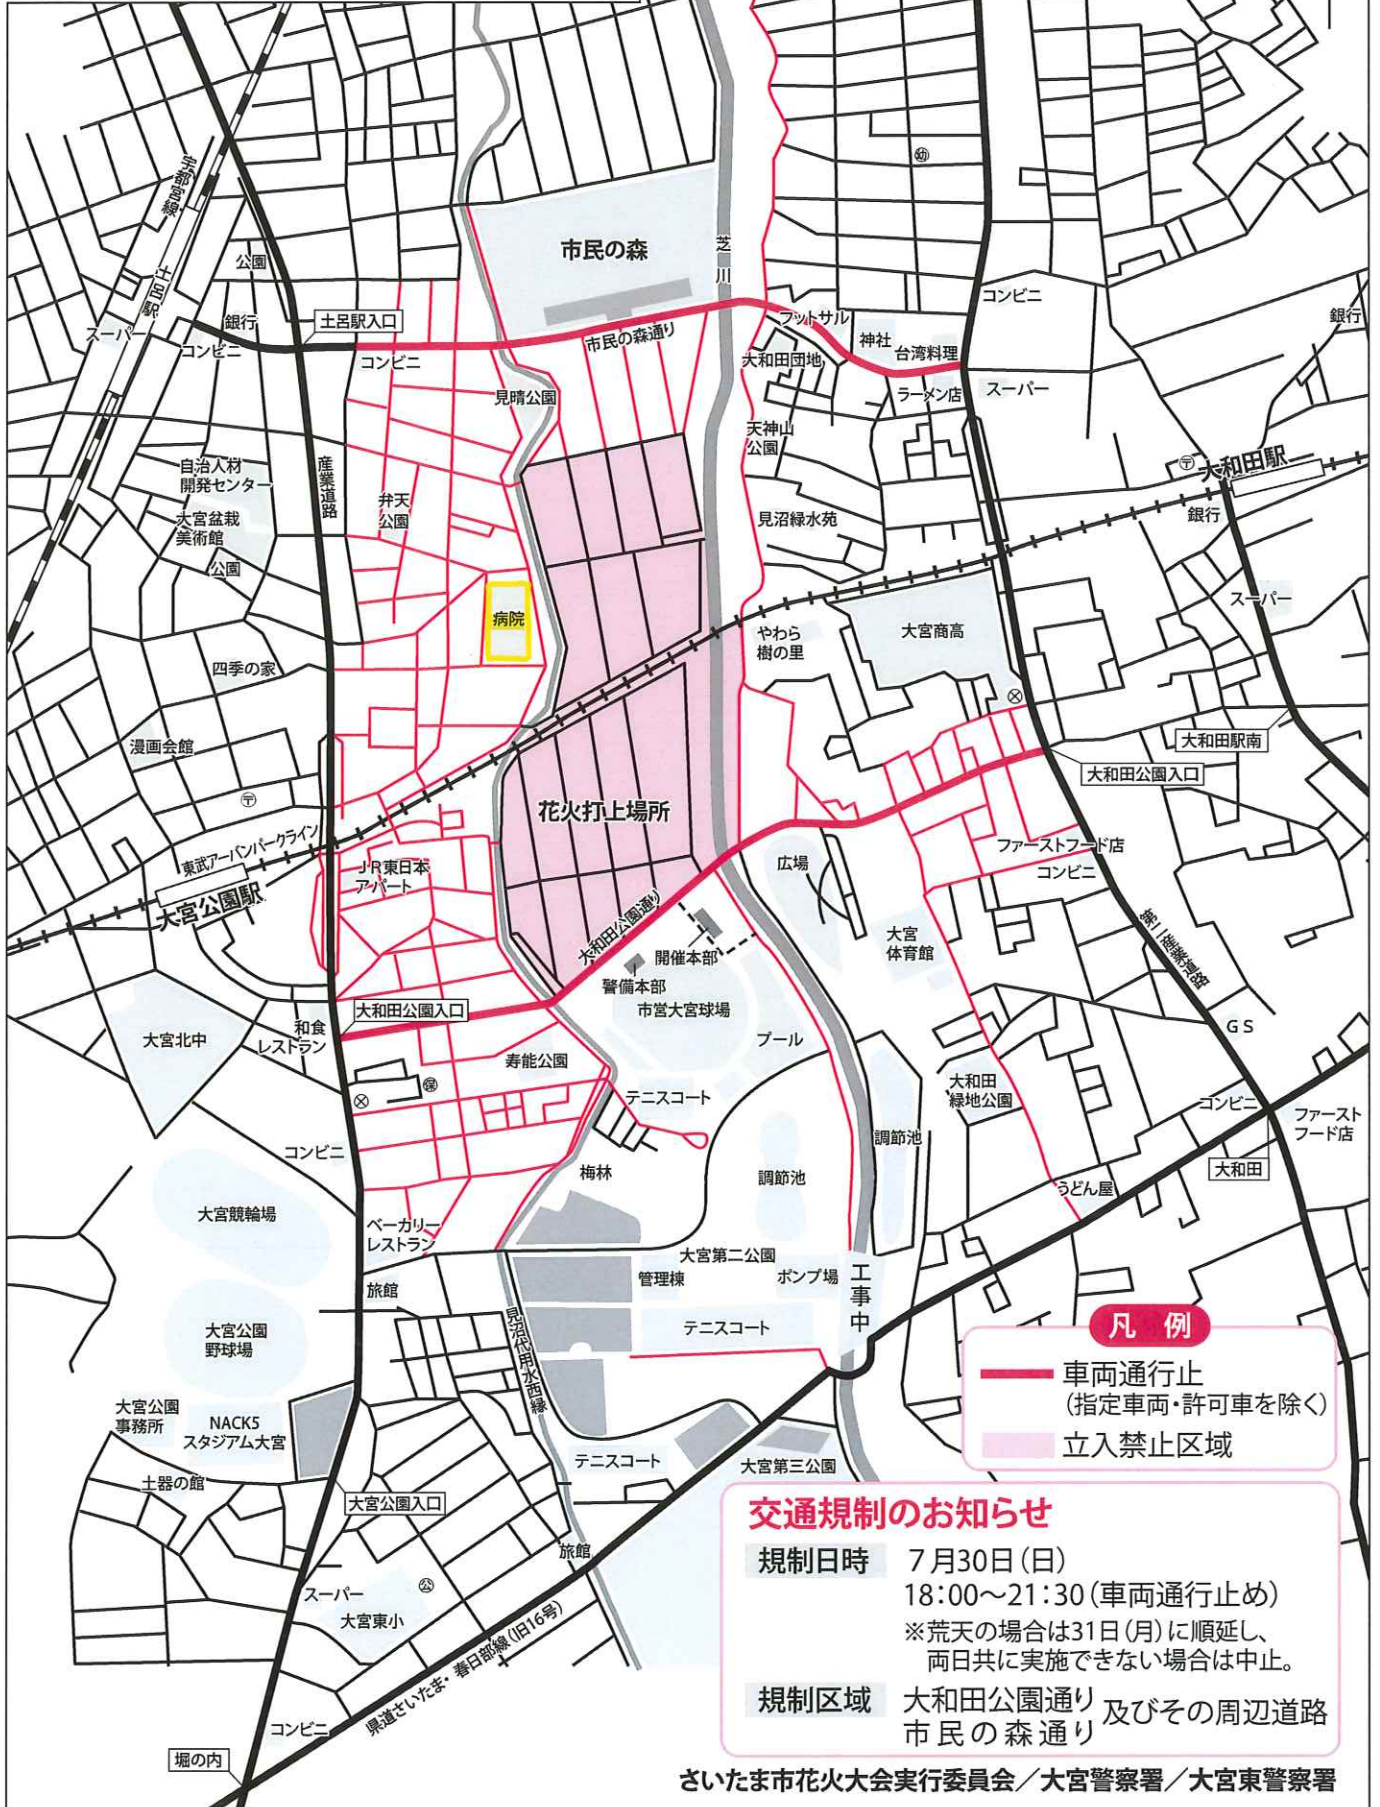 宇都宮線
土呂駅
公園
銀行
土呂駅入口
スーパー
コンビニ
コンビニ
市民の森
芝川
市民の森通り
幼
コンビニ
銀行
フットサル
神社
台湾料理
大和田団地
ラーメン店
スーパー
見晴公園
天神山
公園
自治人材
開発センター
大宮盆栽
美術館
公園
産業道路
弁天
公園
〒
大和田駅
銀行
見沼緑水苑
病院
やわら
樹の里
大宮商高
スーパー
四季の家
漫画会館
〒
大和田駅南
大和田公園入口
花火打上場所
東武アーバンパークライン
大宮公園駅
JR東日本
アパート
広場
ファーストフード店
コンビニ
大和田公園通り
開催本部
警備本部
大宮
体育館
第二産業道路
大宮北中
和食
レストラン
大和田公園入口
市営大宮球場
プール
GS
寿能公園
保
テニスコート
大和田
緑地公園
コンビニ
ファースト
フード店
大和田
コンビニ
梅林
調節池
調節池
うどん屋
大宮競輪場
ベーカリー
レストラン
旅館
大宮第二公園
管理棟
ポンプ場
工事中
テニスコート
大宮公園
野球場
見沼代用水西縁
大宮公園
事務所
NACK5
スタジアム大宮
土器の館
大宮公園入口
テニスコート
大宮第三公園
旅館
スーパー
公
大宮東小
県道さいたま・春日部線(旧16号)
コンビニ
堀の内
凡例
車両通行止
(指定車両・許可車を除く)
立入禁止区域
交通規制のお知らせ
規制日時 7月30日(日)
18:00～21:30(車両通行止め)
※荒天の場合は31日(月)に順延し、
両日共に実施できない場合は中止。
規制区域 大和田公園通り
市民の森通り 及びその周辺道路
さいたま市花火大会実行委員会／大宮警察署／大宮東警察署